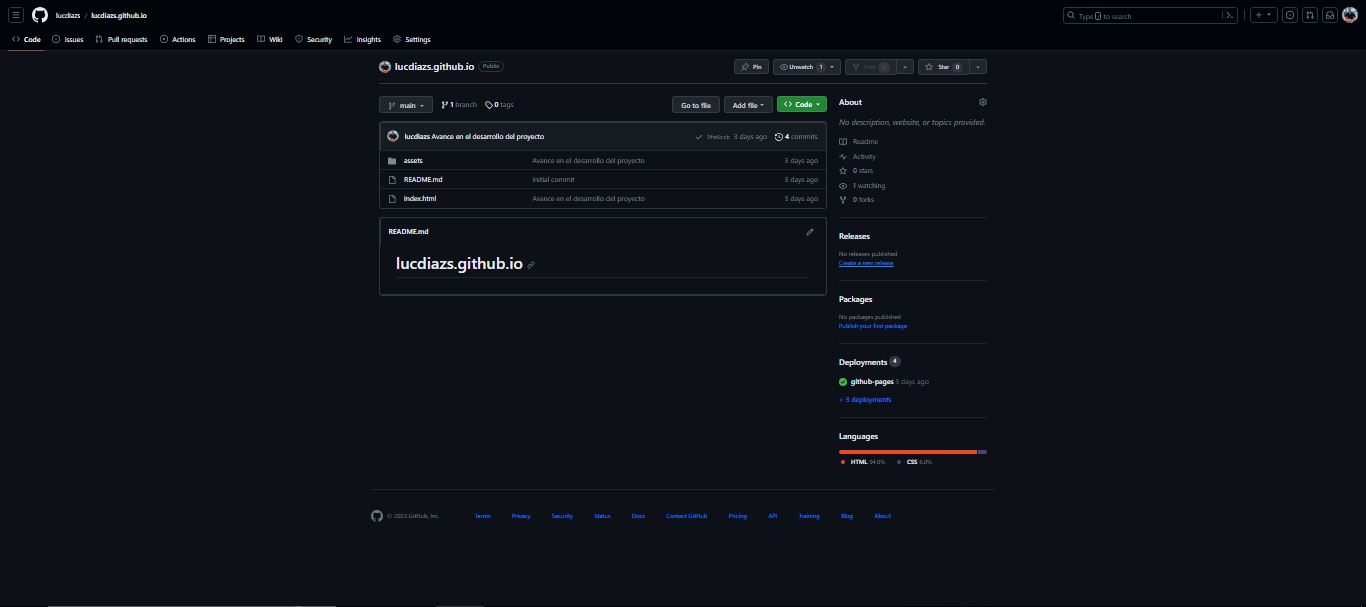 lucdiazs / lucdiazs.github.io
Type / to search
Code Issues Pull requests Actions Projects Wiki Security Insights Settings
lucdiazs.github.io Public
Pin Unwatch 1 Fork Star 0
main 1 branch 0 tags Go to file Add file Code
lucdiazs Avance en el desarrollo del proyecto 3 days ago 4 commits
assets Avance en el desarrollo del proyecto 3 days ago
README.md Initial commit 3 days ago
index.html Avance en el desarrollo del proyecto 3 days ago
README.md
lucdiazs.github.io
About
No description, website, or topics provided.
Readme
Activity
0 stars
1 watching
0 forks
Releases
No releases published
Create a new release
Packages
No packages published
Publish your first package
Deployments 4
github-pages 3 days ago
+ 3 deployments
Languages
HTML 94.0% CSS 6.0%
© 2023 GitHub, Inc. Terms Privacy Security Status Docs Contact GitHub Pricing API Training Blog About